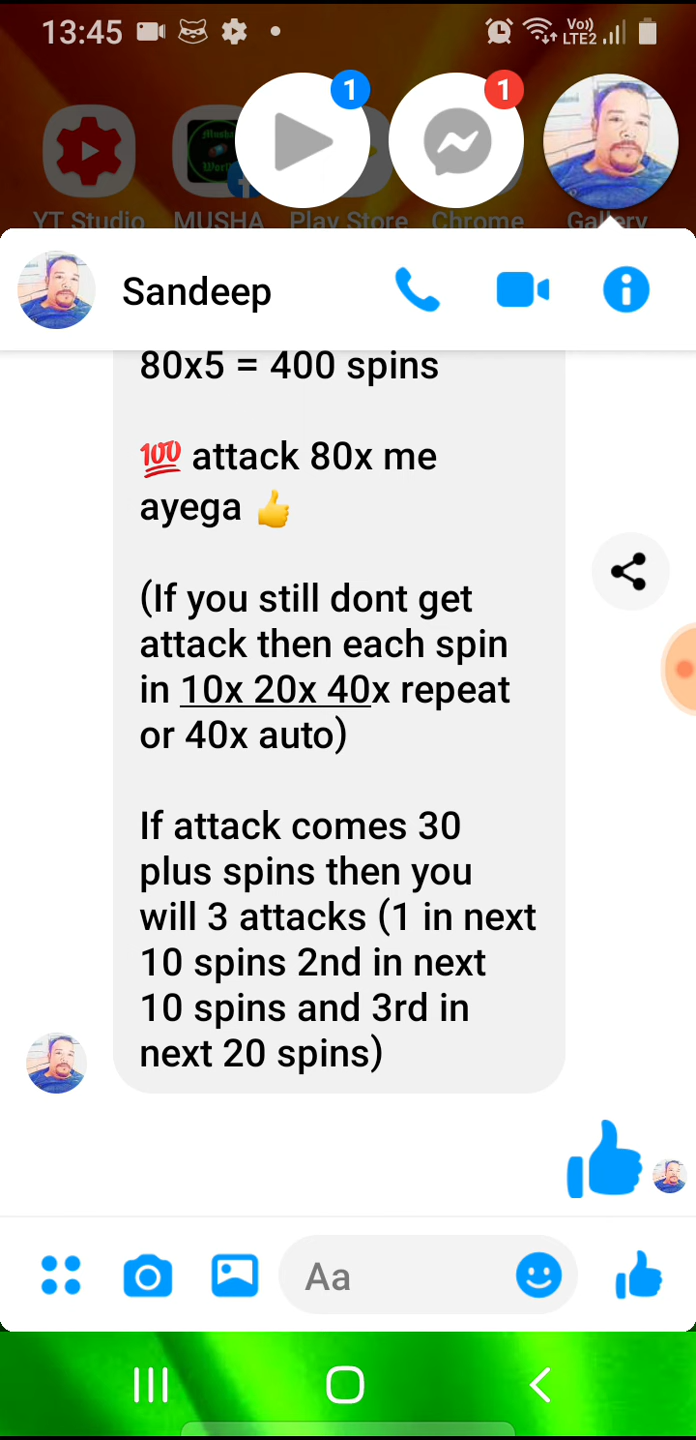 13:45
Vo))
LTE2
1
1
YT Studio MUSHA Play Store Chrome Gallery
Sandeep
80x5 = 400 spins
💯 attack 80x me
ayega 👍
(If you still dont get
attack then each spin
in 10x 20x 40x repeat
or 40x auto)
If attack comes 30
plus spins then you
will 3 attacks (1 in next
10 spins 2nd in next
10 spins and 3rd in
next 20 spins)
Aa